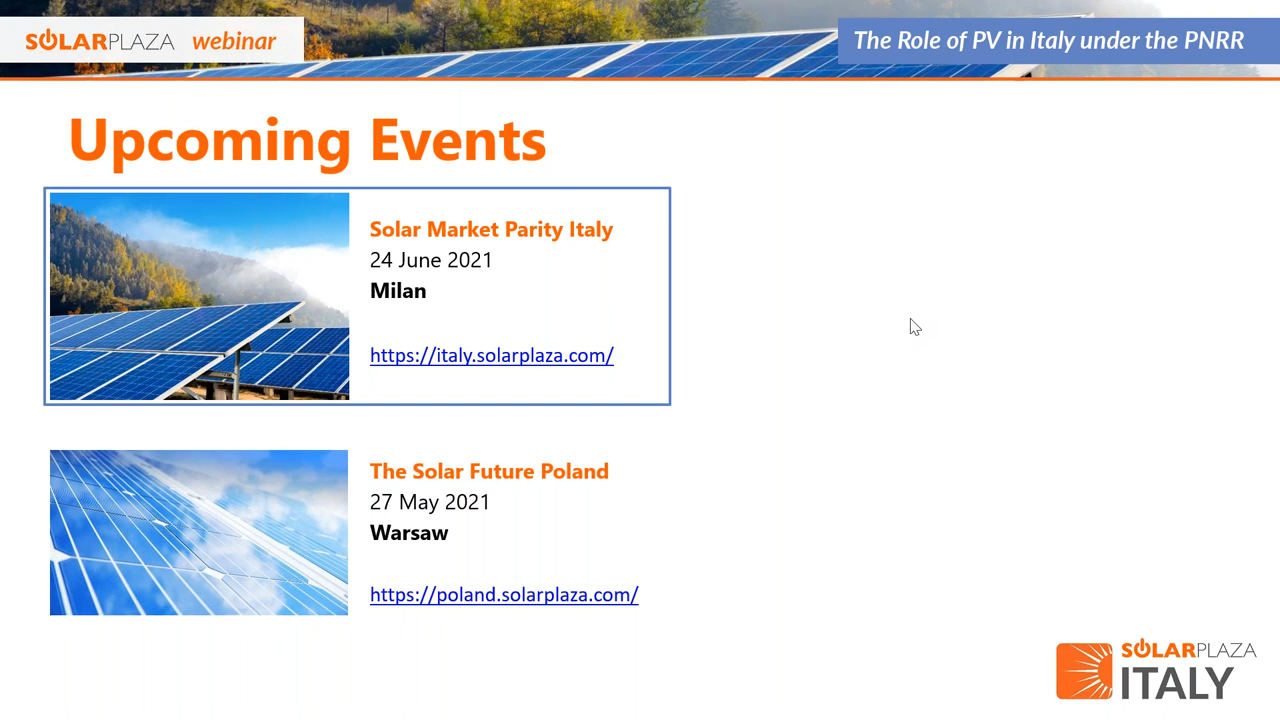 SOLARPLAZA webinar
The Role of PV in Italy under the PNRR
Upcoming Events
Solar Market Parity Italy
24 June 2021
Milan
https://italy.solarplaza.com/
The Solar Future Poland
27 May 2021
Warsaw
https://poland.solarplaza.com/
SOLARPLAZA
ITALY